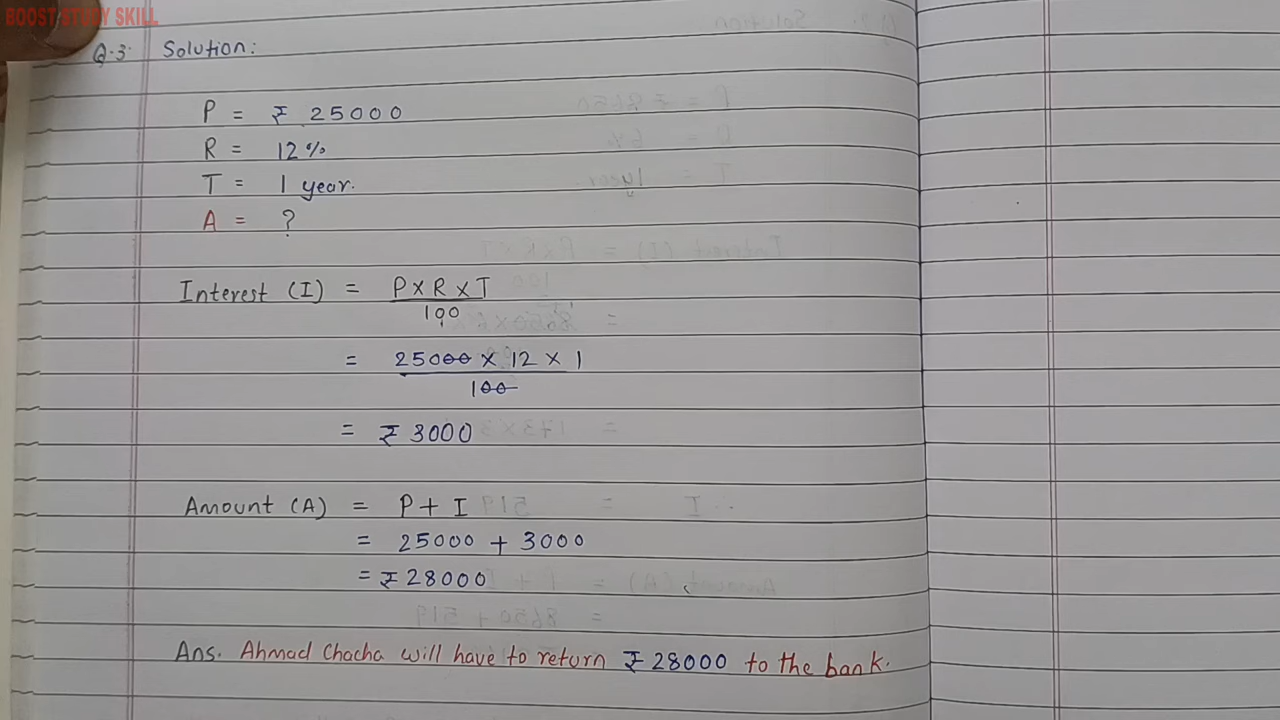 BOOST STUDY SKILL
Q.3. Solution:
P = ₹ 25000
R = 12%
T = 1 year.
A = ?
Interest (I) = P×R×T
100
= 25000 × 12 × 1
100
= ₹ 3000
Amount (A) = P + I
= 25000 + 3000
= ₹ 28000
Ans. Ahmad Chacha will have to return ₹ 28000 to the bank.